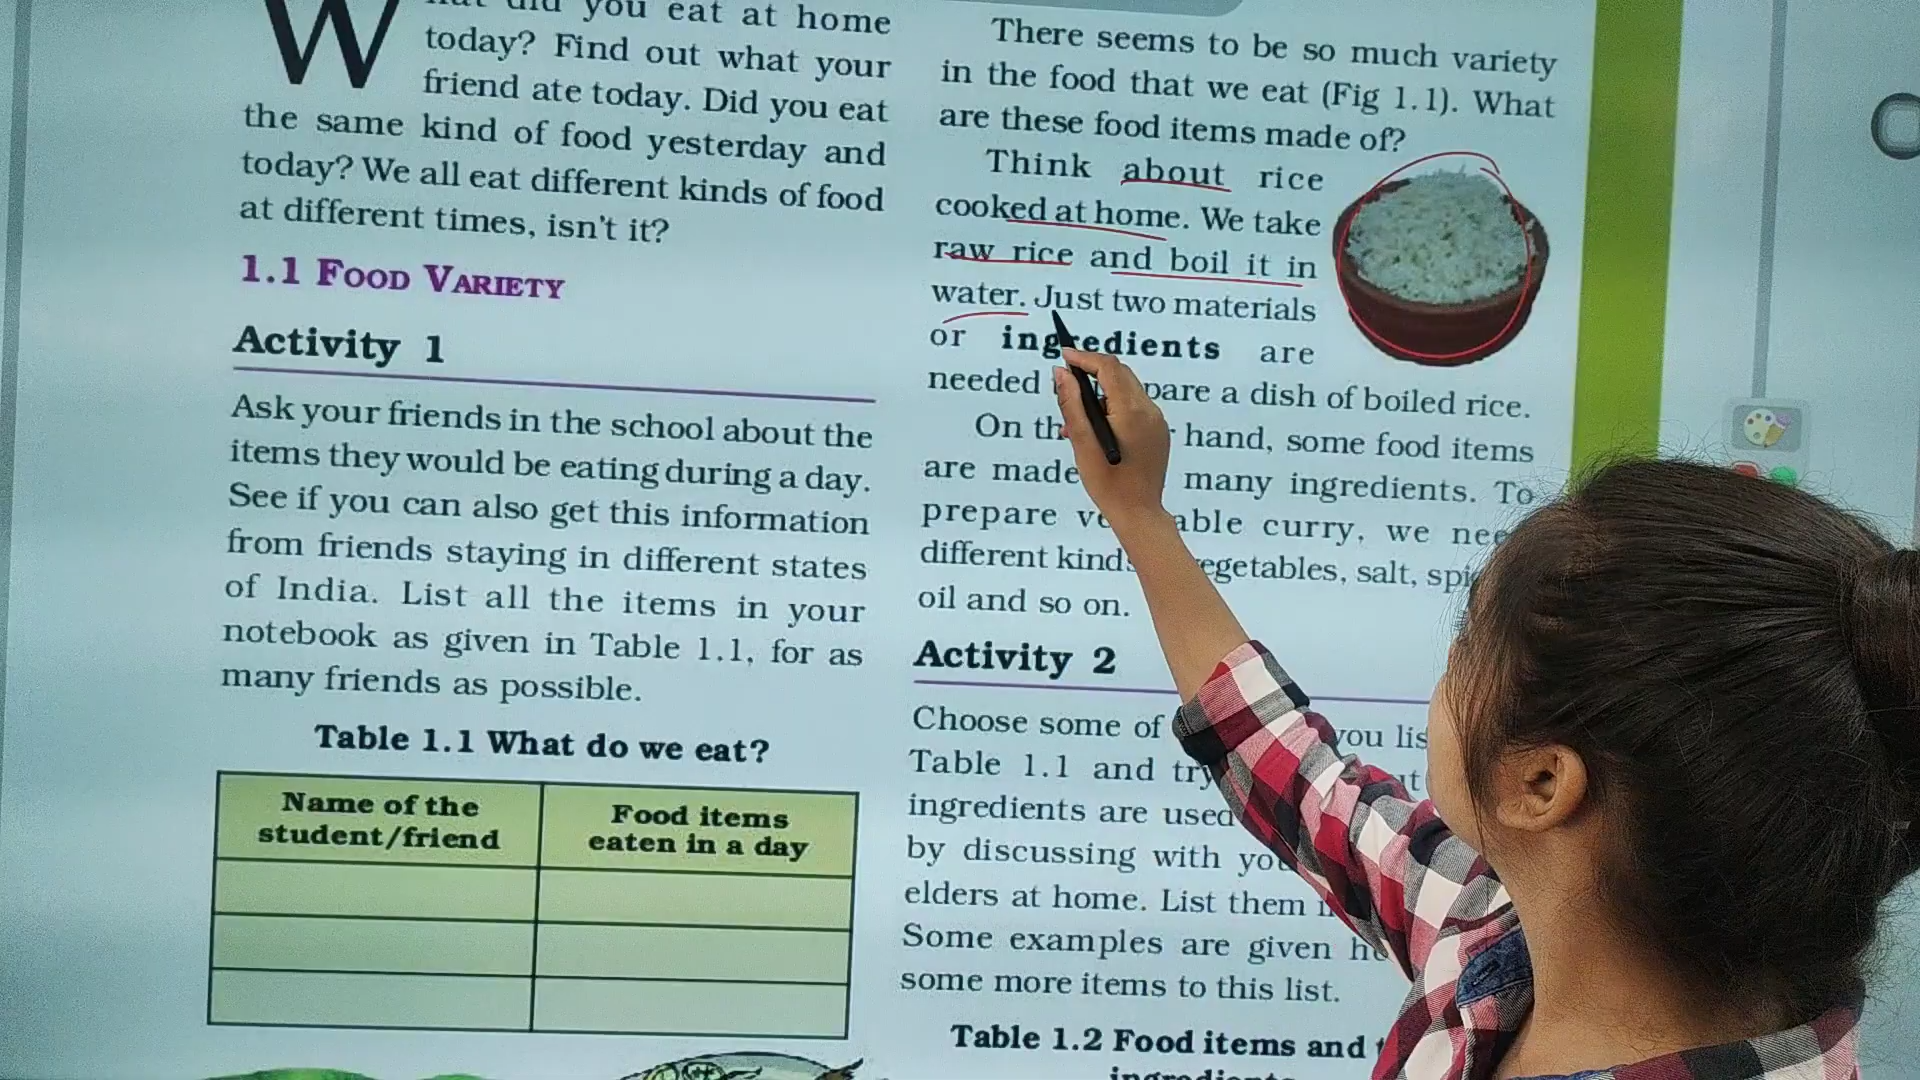 W
you eat at home
today? Find out what your
friend ate today. Did you eat
the same kind of food yesterday and
today? We all eat different kinds of food
at different times, isn't it?
1.1 FOOD VARIETY
Activity 1
Ask your friends in the school about the
items they would be eating during a day.
See if you can also get this information
from friends staying in different states
of India. List all the items in your
notebook as given in Table 1.1, for as
many friends as possible.
Table 1.1 What do we eat?
Name of the
student/friend
Food items
eaten in a day
There seems to be so much variety
in the food that we eat (Fig 1.1). What
are these food items made of?
Think about rice
cooked at home. We take
raw rice and boil it in
water. Just two materials
or ingredients are
needed a dish of boiled rice.
On hand, some food items
are made many ingredients. To
prepare curry, we
different salt,
oil and so on.
Activity 2
Choose some of you
Table 1.1 and try
ingredients are used
by discussing with
elders at home. List them
Some examples are given
some more items to this list.
Table 1.2 Food items and